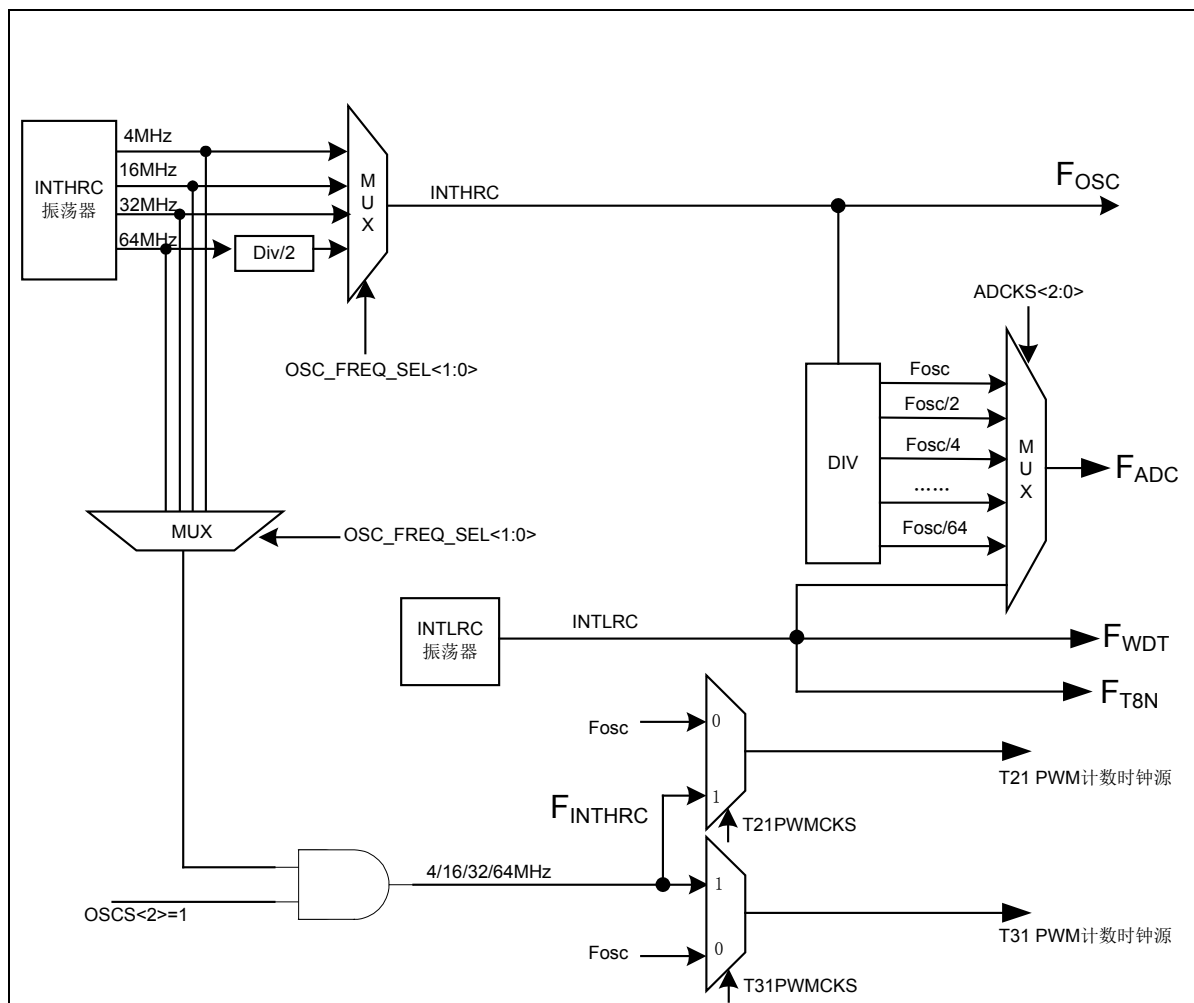 4MHz
16MHz
32MHz
64MHz
INTHRC
振荡器
Div/2
MUX
INTHRC
FOSC
OSC_FREQ_SEL<1:0>
ADCKS<2:0>
DIV
Fosc
Fosc/2
Fosc/4
......
Fosc/64
MUX
FADC
MUX
OSC_FREQ_SEL<1:0>
INTLRC
振荡器
INTLRC
FWDT
FT8N
Fosc
0
1
T21 PWM计数时钟源
FINTHRC
T21PWMCKS
4/16/32/64MHz
OSCS<2>=1
1
0
Fosc
T31 PWM计数时钟源
T31PWMCKS